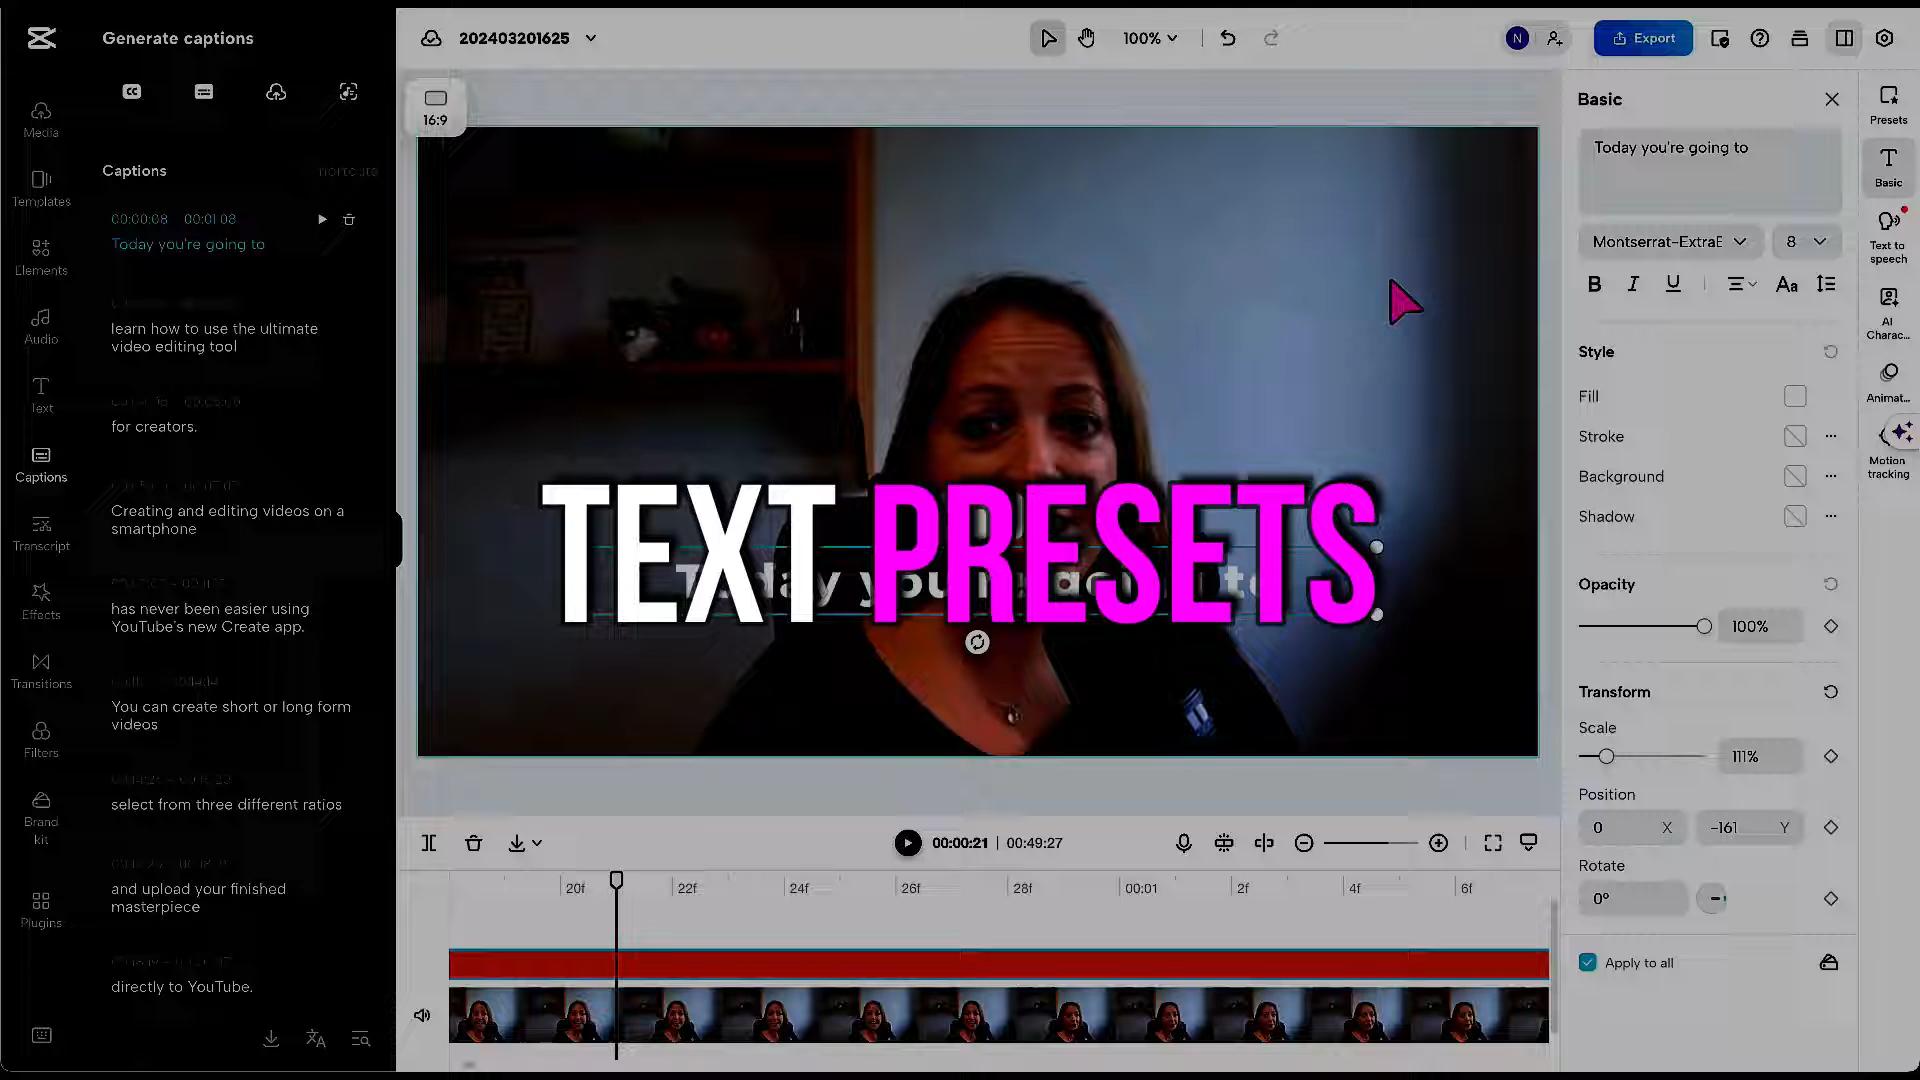 Generate captions
202403201625
100%
N
Export
Media
Templates
Elements
Audio
Text
Captions
Transcript
Effects
Transitions
Filters
Brand
kit
Plugins
Captions
00:00:08 00:01:08
Today you're going to
learn how to use the ultimate
video editing tool
for creators.
Creating and editing videos on a
smartphone
has never been easier using
YouTube's new Create app.
You can create short or long form
videos
select from three different ratios
and upload your finished
masterpiece
directly to YouTube.
16:9
TEXT PRESETS
00:00:21 | 00:49:27
20f 22f 24f 26f 28f 00:01 2f 4f 6f
Basic
Today you're going to
Montserrat-ExtraE 8
B I U Aa
Style
Fill
Stroke
Background
Shadow
Opacity
100%
Transform
Scale
111%
Position
0 X -161 Y
Rotate
0°
Apply to all
Presets
Basic
Text to
speech
AI
Charac...
Animat...
Motion
tracking